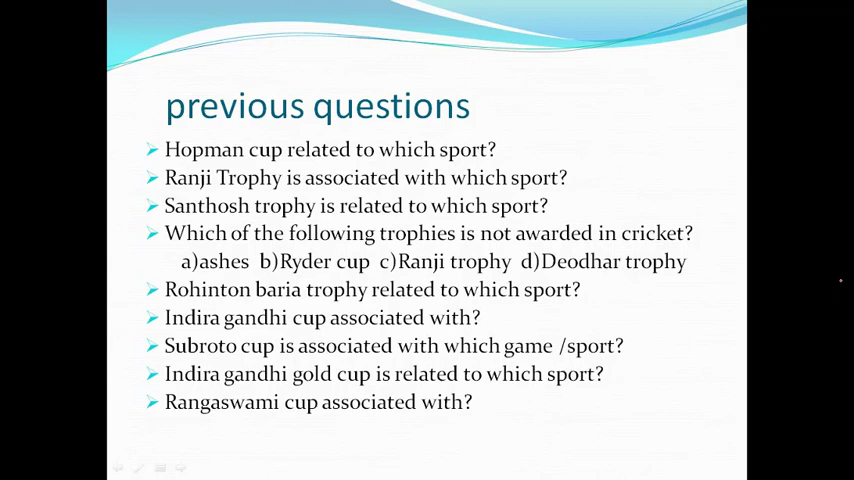 previous questions
Hopman cup related to which sport?
Ranji Trophy is associated with which sport?
Santhosh trophy is related to which sport?
Which of the following trophies is not awarded in cricket?
a)ashes b)Ryder cup c)Ranji trophy d)Deodhar trophy
Rohinton baria trophy related to which sport?
Indira gandhi cup associated with?
Subroto cup is associated with which game /sport?
Indira gandhi gold cup is related to which sport?
Rangaswami cup associated with?